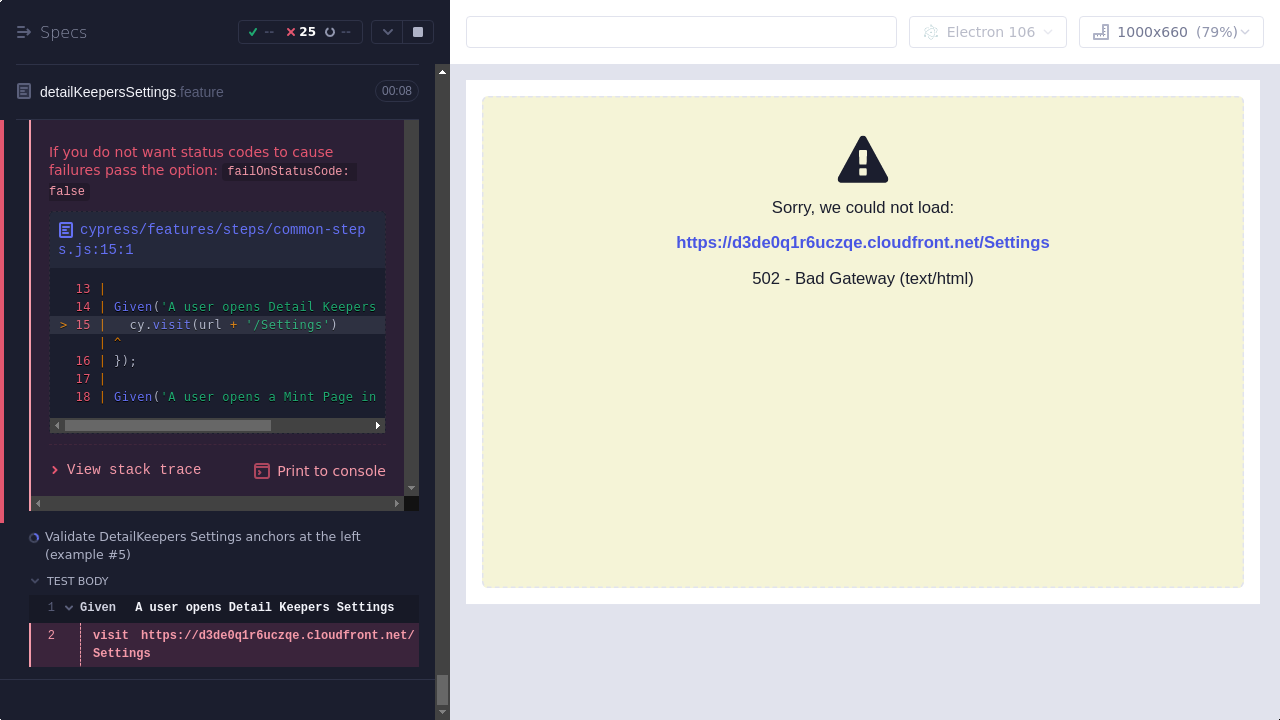 Specs
--
25
--
Electron 106
1000x660 (79%)
detailKeepersSettings.feature
00:08
If you do not want status codes to cause
failures pass the option: failOnStatusCode:
false
cypress/features/steps/common-step
s.js:15:1
13 |
14 | Given('A user opens Detail Keepers
> 15 |   cy.visit(url + '/Settings')
| ^
16 | });
17 |
18 | Given('A user opens a Mint Page in
View stack trace
Print to console
Validate DetailKeepers Settings anchors at the left
(example #5)
TEST BODY
1 Given A user opens Detail Keepers Settings
2 visit https://d3de0q1r6uczqe.cloudfront.net/
Settings
Sorry, we could not load:
https://d3de0q1r6uczqe.cloudfront.net/Settings
502 - Bad Gateway (text/html)